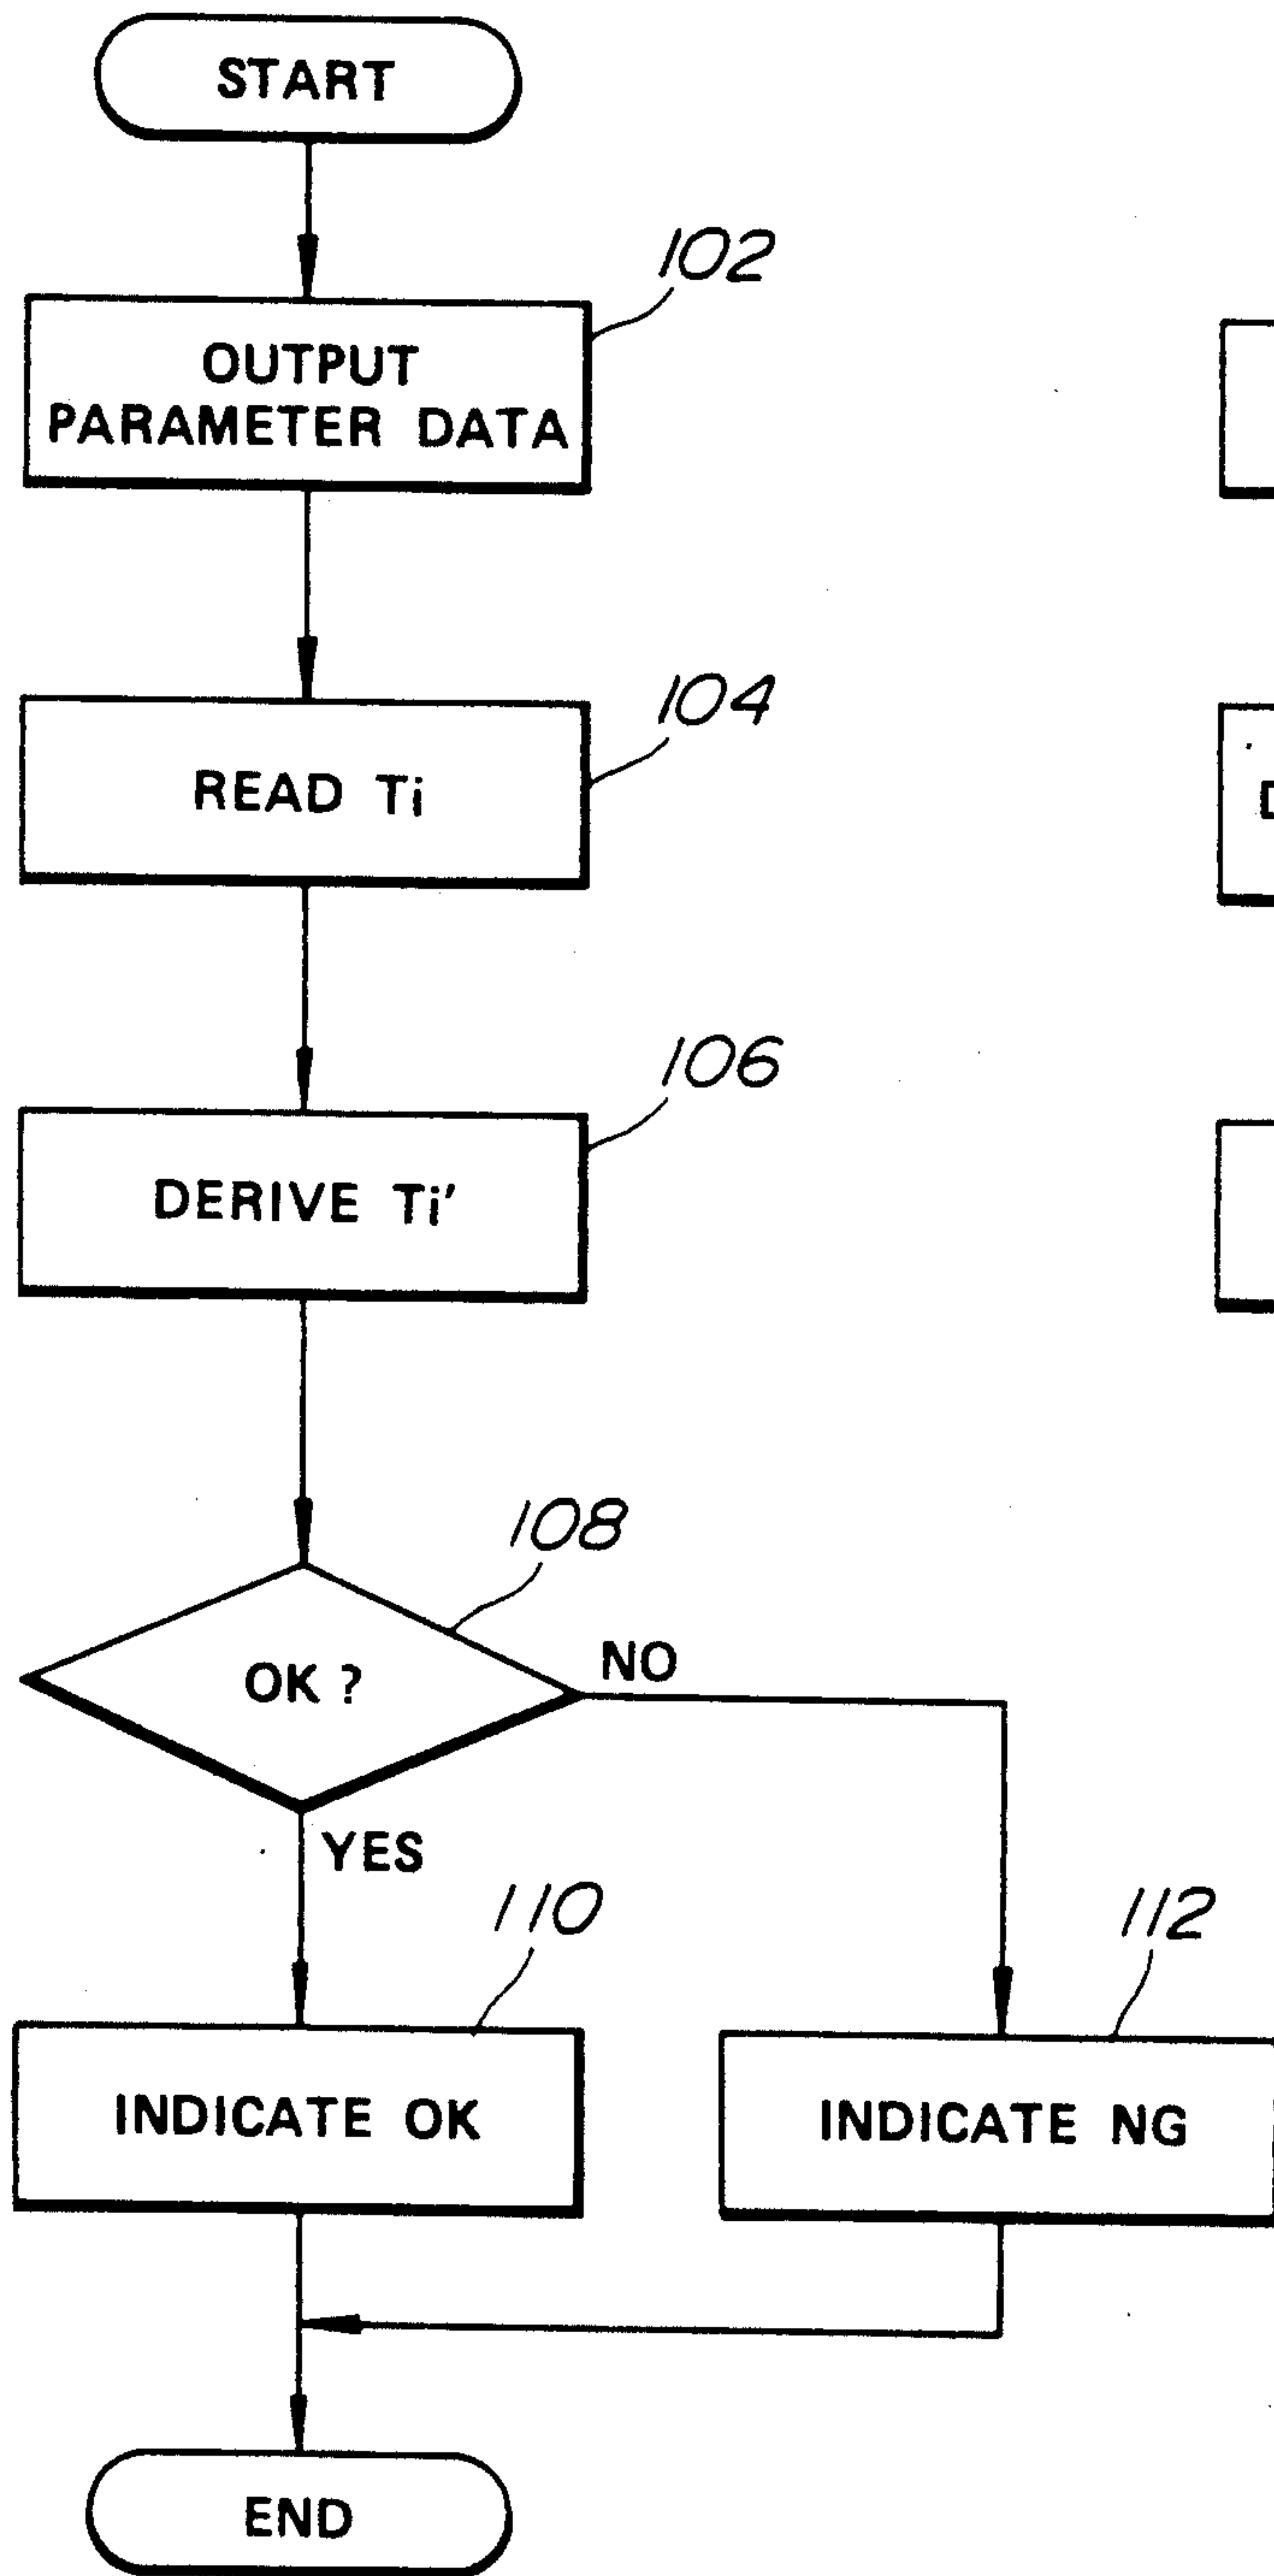 START
102
OUTPUT
PARAMETER DATA
104
READ Ti
106
DERIVE Ti'
108
OK ?
NO
YES
110
112
INDICATE OK
INDICATE NG
END